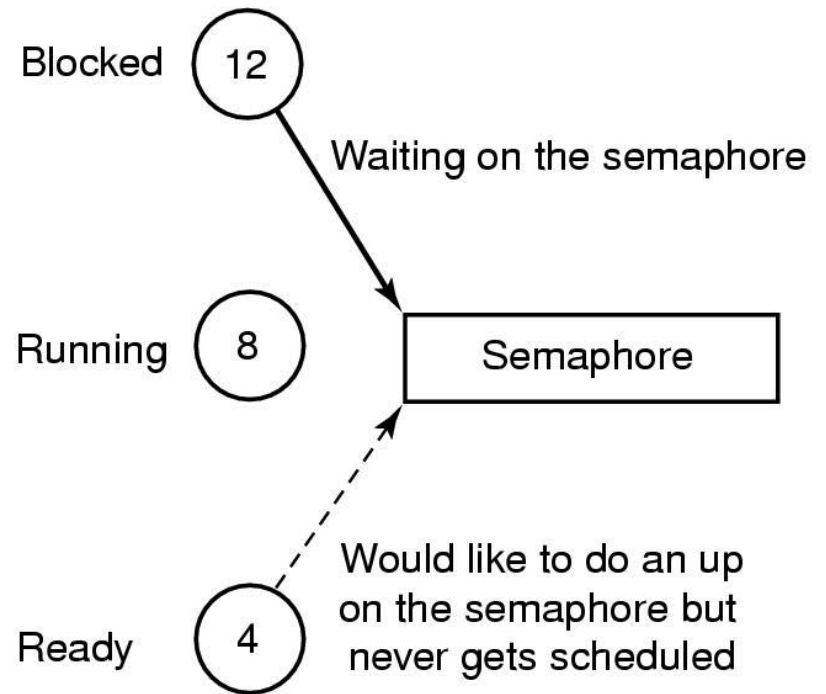 Blocked 12
Waiting on the semaphore
Running 8
Semaphore
Would like to do an up
on the semaphore but
never gets scheduled
Ready 4